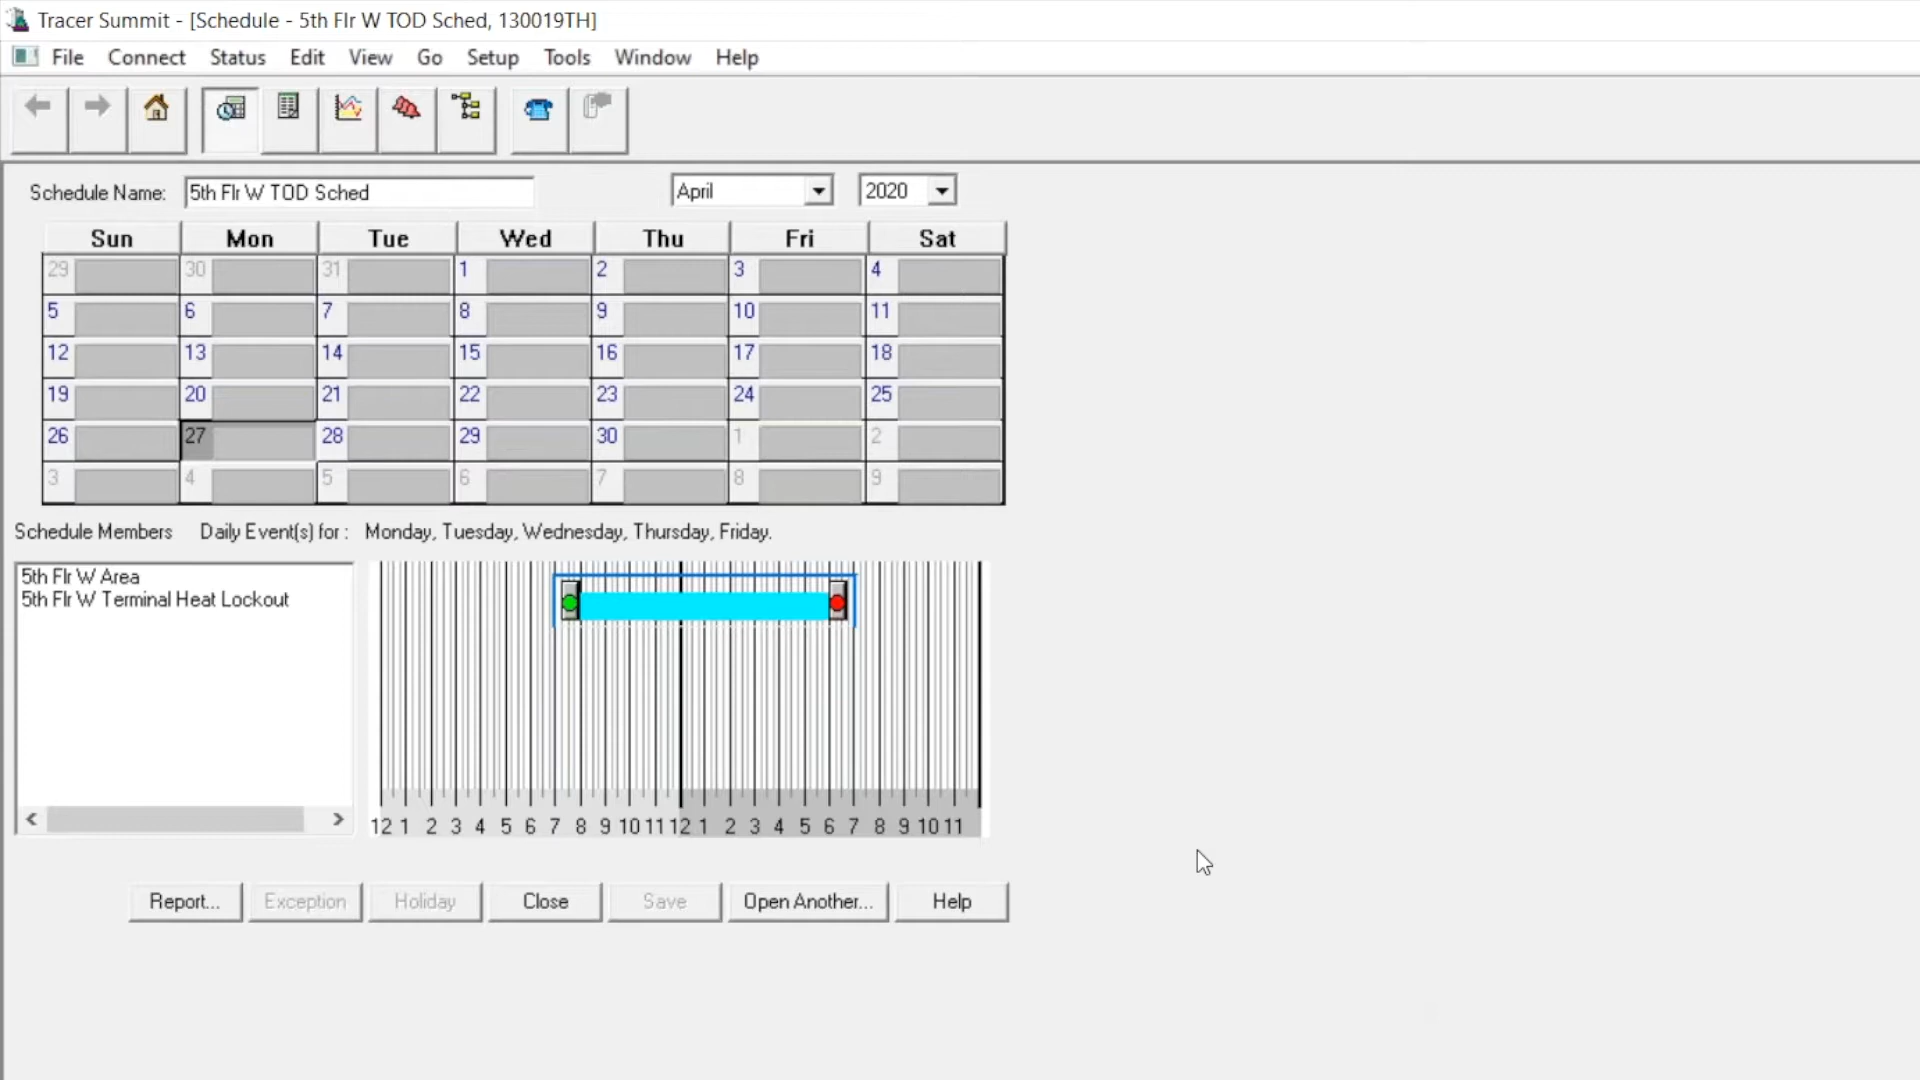 Tracer Summit - [Schedule - 5th Flr W TOD Sched, 130019TH]
File Connect Status Edit View Go Setup Tools Window Help
Schedule Name: 5th Flr W TOD Sched April 2020
Sun Mon Tue Wed Thu Fri Sat
29 30 31 1 2 3 4
5 6 7 8 9 10 11
12 13 14 15 16 17 18
19 20 21 22 23 24 25
26 27 28 29 30 1 2
3 4 5 6 7 8 9
Schedule Members Daily Event(s) for : Monday, Tuesday, Wednesday, Thursday, Friday.
5th Flr W Area
5th Flr W Terminal Heat Lockout
12 1 2 3 4 5 6 7 8 9 10 11 12 1 2 3 4 5 6 7 8 9 10 11
Report... Exception Holiday Close Save Open Another... Help